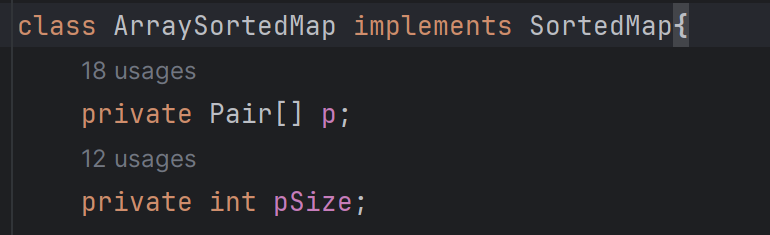 class ArraySortedMap implements SortedMap{
18 usages
private Pair[] p;
12 usages
private int pSize;